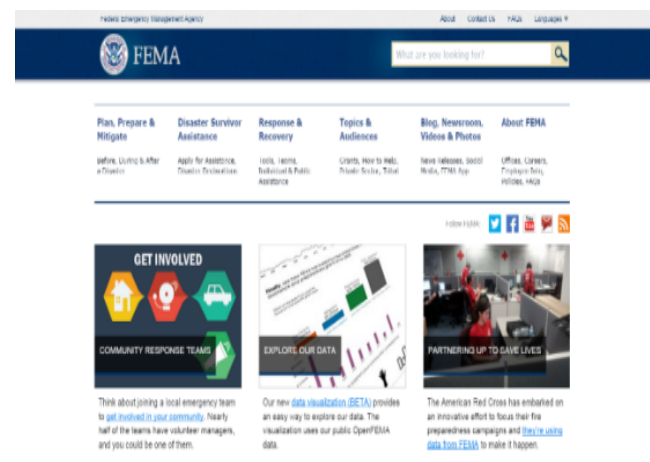 Federal Emergency Management Agency
About Contact Us FAQs Languages
FEMA
What are you looking for?
Plan, Prepare &
Mitigate
Before, During & After
a Disaster
Disaster Survivor
Assistance
Apply for Assistance,
Disaster Declarations
Response &
Recovery
Tools, Teams,
Individual & Public
Assistance
Topics &
Audiences
Grants, How to Help,
Private Sector, Tribal
Blog, Newsroom,
Videos & Photos
News Releases, Social
Media, FEMA App
About FEMA
Offices, Careers,
Employee Info,
Policies, FAQs
GET INVOLVED
COMMUNITY RESPONSE TEAMS
Think about joining a local emergency team
to get involved in your community. Nearly
half of the teams have volunteer managers,
and you could be one of them.
EXPLORE OUR DATA
Our new data visualization (BETA) provides
an easy way to explore our data. The
visualization uses our public OpenFEMA
data.
PARTNERING UP TO SAVE LIVES
The American Red Cross has embarked on
an innovative effort to focus their fire
preparedness campaigns and they're using
data from FEMA to make it happen.